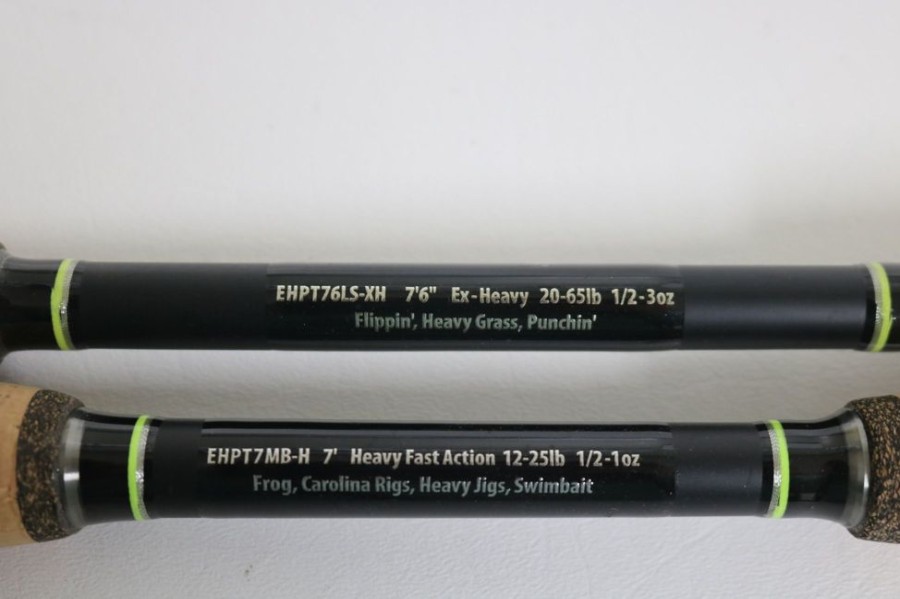 EHPT76LS-XH 7'6" Ex-Heavy 20-65lb 1/2-3oz
Flippin', Heavy Grass, Punchin'
EHPT7MB-H 7' Heavy Fast Action 12-25lb 1/2-1oz
Frog, Carolina Rigs, Heavy Jigs, Swimbait